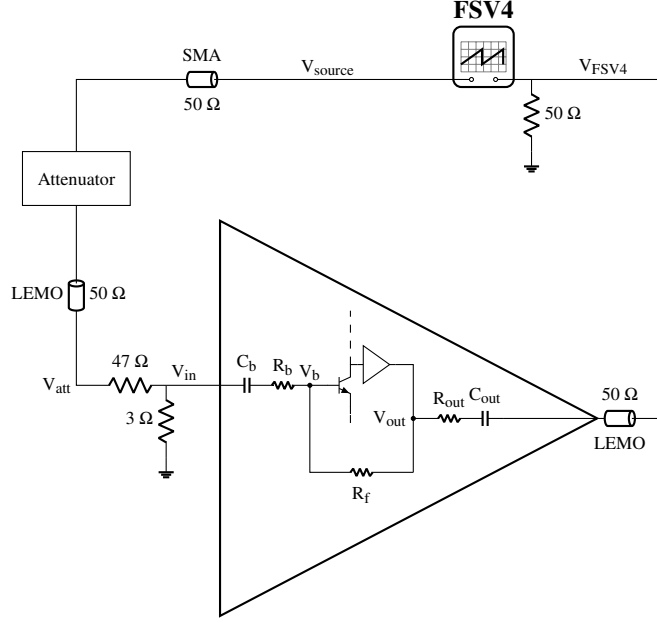 FSV4
SMA
V_source
V_FSV4
50 Ω
50 Ω
Attenuator
LEMO
50 Ω
47 Ω
V_in
V_att
3 Ω
C_b
R_b
V_b
V_out
R_out
C_out
R_f
50 Ω
LEMO